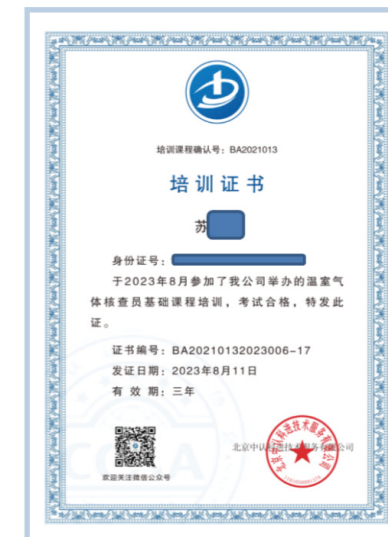 培训课程确认号：BA2021013
培训证书
苏
身份证号：
于2023年8月参加了我公司举办的温室气
体核查员基础课程培训，考试合格，特发此
证。
证书编号：BA20210132023006-17
发证日期：2023年8月11日
有 效 期：三年
欢迎关注微信公众号